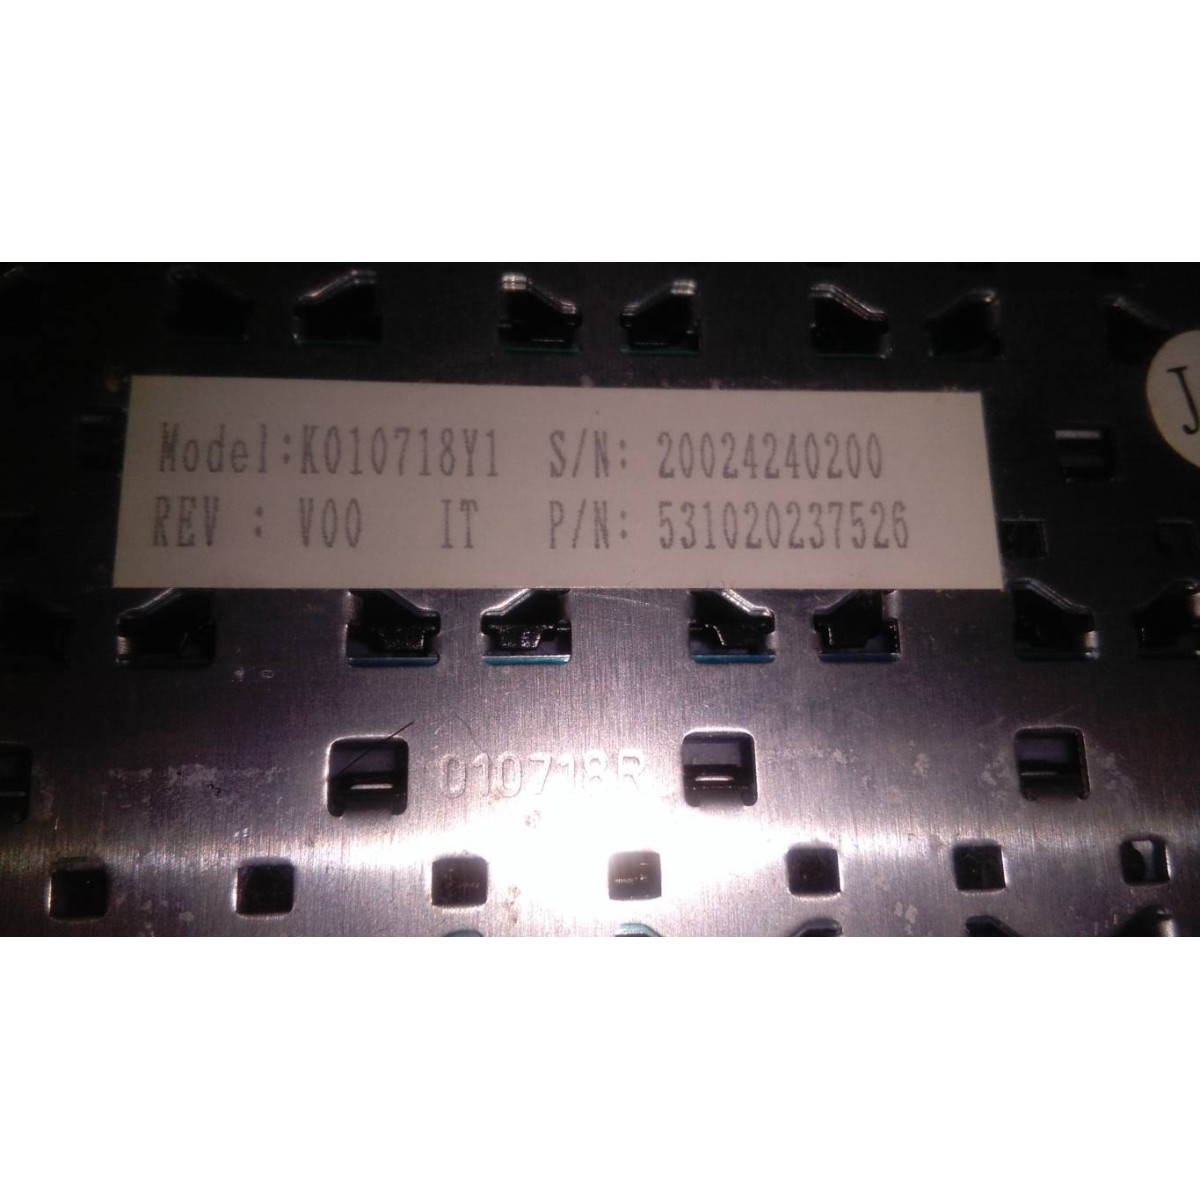 Model:K010718Y1 S/N: 20024240200
REV : V00 IT P/N: 531020237526
J
010718R